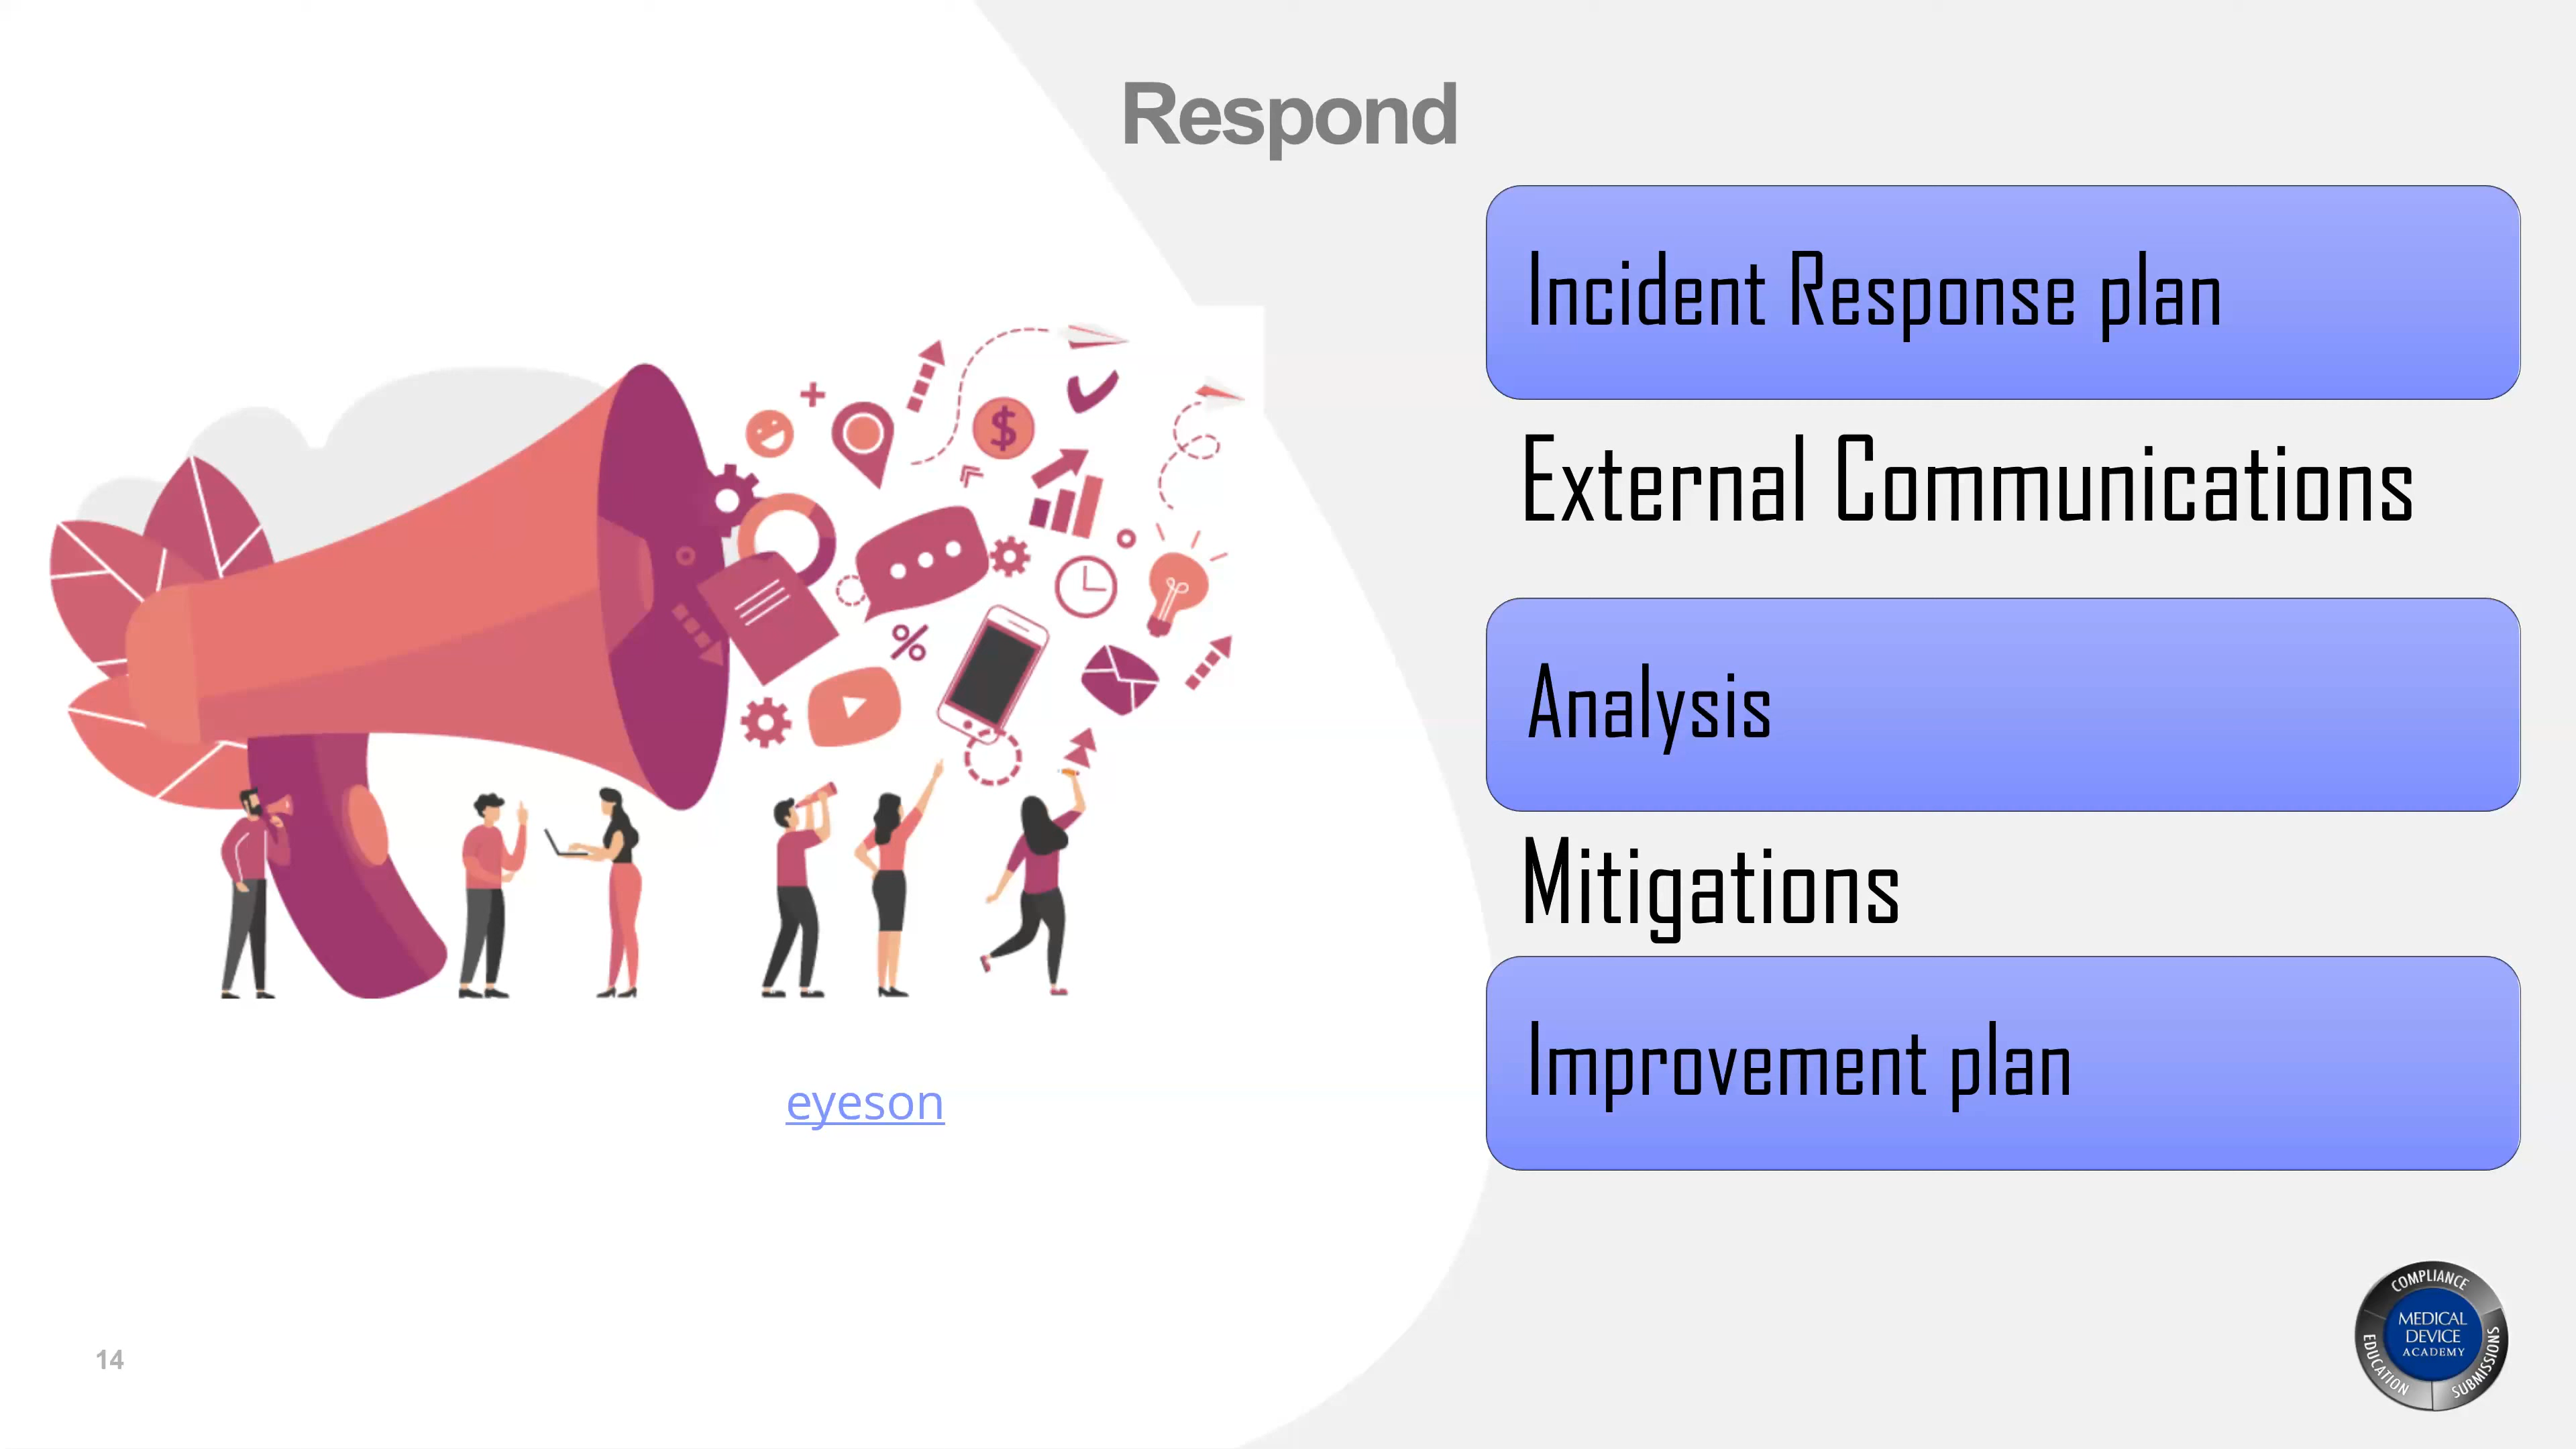 Respond
Incident Response plan
External Communications
Analysis
Mitigations
Improvement plan
eyeson
14
COMPLIANCE
MEDICAL
DEVICE
ACADEMY
EDUCATION
SUBMISSIONS